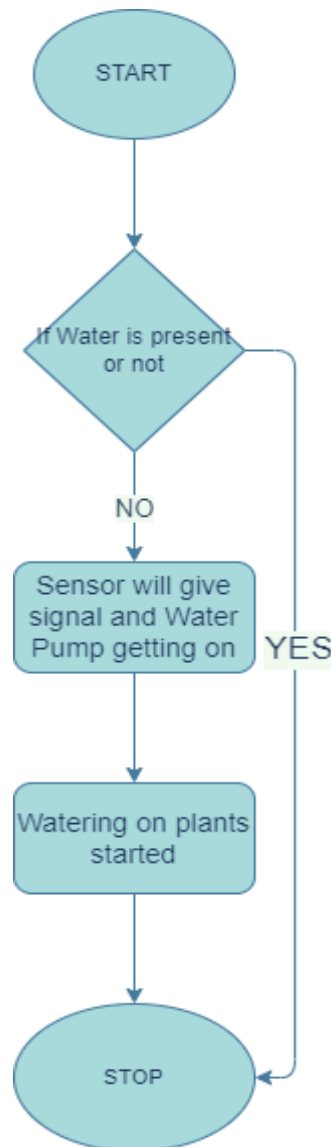 START
If Water is present
or not
NO
Sensor will give
signal and Water
Pump getting on
YES
Watering on plants
started
STOP